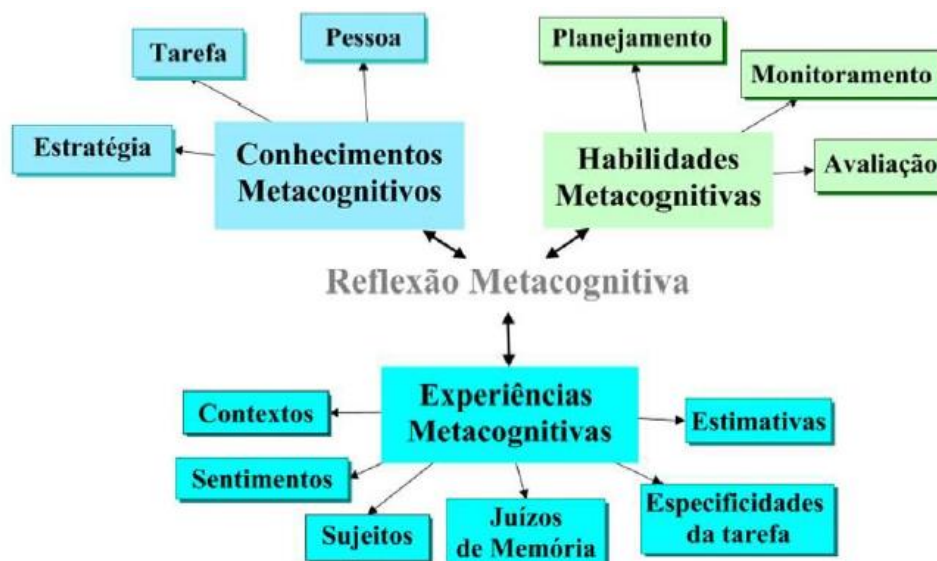 Tarefa
Pessoa
Estratégia
Conhecimentos
Metacognitivos
Planejamento
Monitoramento
Avaliação
Habilidades
Metacognitivas
Reflexão Metacognitiva
Experiências
Metacognitivas
Contextos
Sentimentos
Sujeitos
Juízos
de Memória
Especificidades
da tarefa
Estimativas